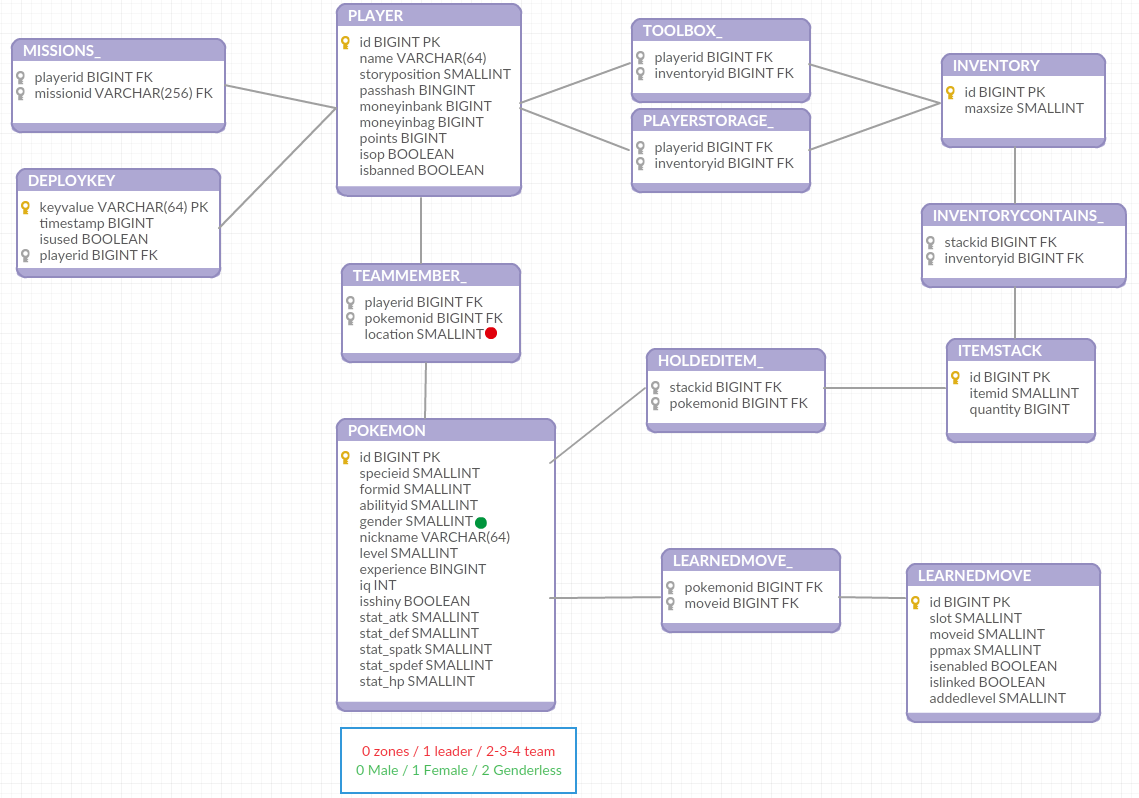 MISSIONS_
playerid BIGINT FK
missionid VARCHAR(256) FK
DEPLOYKEY
keyvalue VARCHAR(64) PK
timestamp BIGINT
isused BOOLEAN
playerid BIGINT FK
PLAYER
id BIGINT PK
name VARCHAR(64)
storyposition SMALLINT
passhash BINGINT
moneyinbank BIGINT
moneyinbag BIGINT
points BIGINT
isop BOOLEAN
isbanned BOOLEAN
TOOLBOX_
playerid BIGINT FK
inventoryid BIGINT FK
PLAYERSTORAGE_
playerid BIGINT FK
inventoryid BIGINT FK
INVENTORY
id BIGINT PK
maxsize SMALLINT
INVENTORYCONTAINS_
stackid BIGINT FK
inventoryid BIGINT FK
TEAMMEMBER_
playerid BIGINT FK
pokemonid BIGINT FK
location SMALLINT
HOLDEDITEM_
stackid BIGINT FK
pokemonid BIGINT FK
ITEMSTACK
id BIGINT PK
itemid SMALLINT
quantity BIGINT
POKEMON
id BIGINT PK
specieid SMALLINT
formid SMALLINT
abilityid SMALLINT
gender SMALLINT
nickname VARCHAR(64)
level SMALLINT
experience BINGINT
iq INT
isshiny BOOLEAN
stat_atk SMALLINT
stat_def SMALLINT
stat_spatk SMALLINT
stat_spdef SMALLINT
stat_hp SMALLINT
LEARNEDMOVE_
pokemonid BIGINT FK
moveid BIGINT FK
LEARNEDMOVE
id BIGINT PK
slot SMALLINT
moveid SMALLINT
ppmax SMALLINT
isenabled BOOLEAN
islinked BOOLEAN
addedlevel SMALLINT
0 zones / 1 leader / 2-3-4 team
0 Male / 1 Female / 2 Genderless